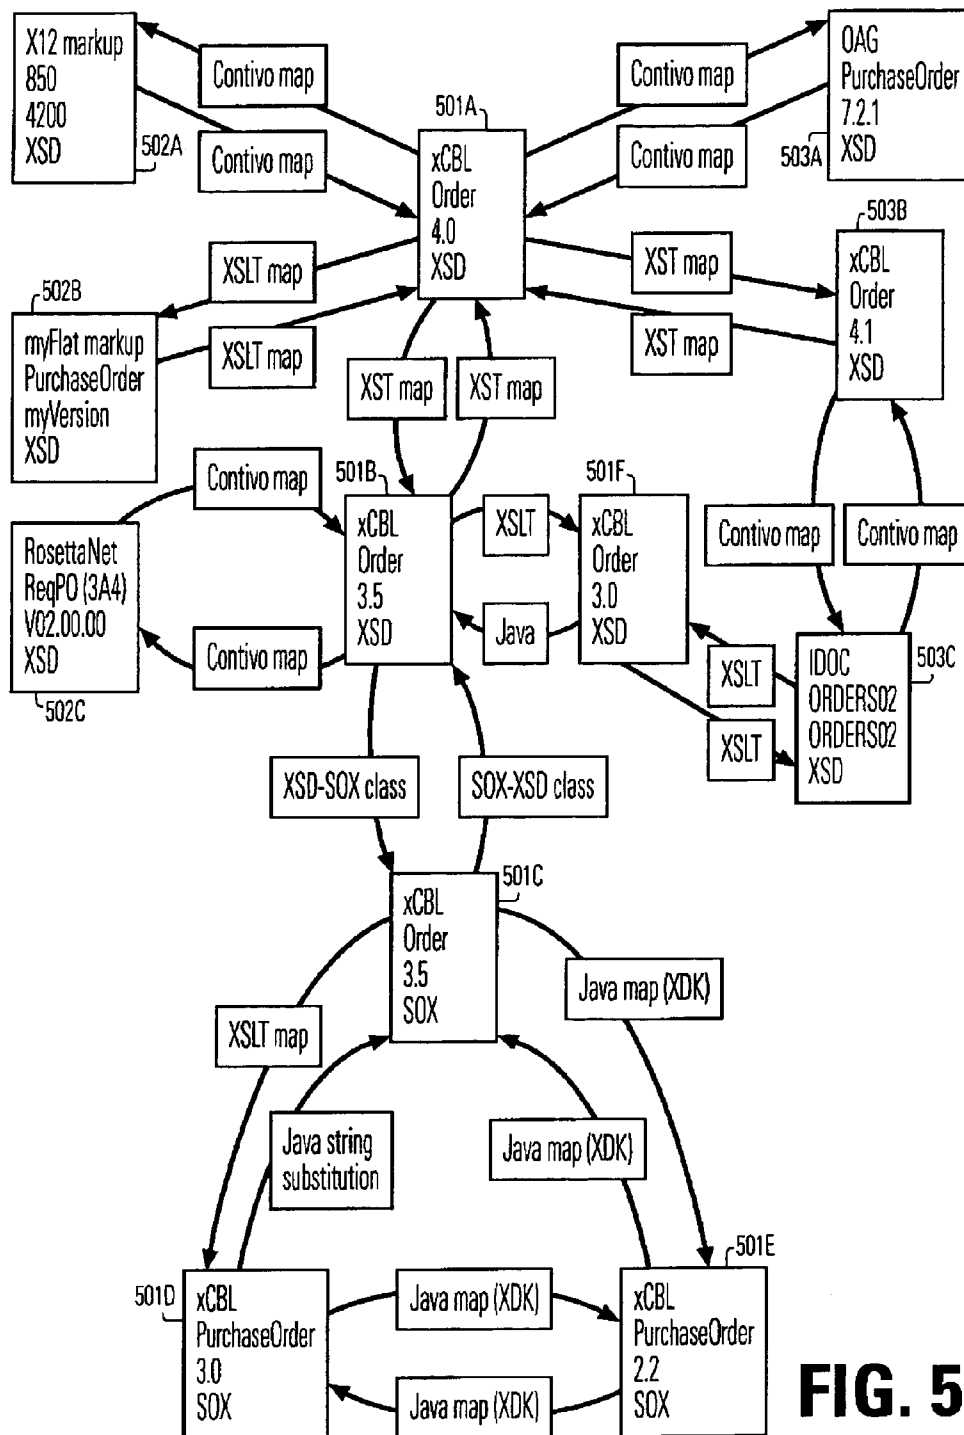 X12 markup
850
4200
XSD
502A
Contivo map
Contivo map
501A
xCBL
Order
4.0
XSD
Contivo map
Contivo map
OAG
PurchaseOrder
7.2.1
XSD
503A
502B
myFlat markup
PurchaseOrder
myVersion
XSD
XSLT map
XSLT map
XST map
XST map
503B
xCBL
Order
4.1
XSD
XST map
XST map
RosettaNet
ReqPO (3A4)
V02.00.00
XSD
502C
Contivo map
Contivo map
501B
xCBL
Order
3.5
XSD
XSLT
Java
501F
xCBL
Order
3.0
XSD
Contivo map
Contivo map
XSLT
XSLT
IDOC
ORDERS02
ORDERS02
XSD
503C
XSD-SOX class
SOX-XSD class
501C
xCBL
Order
3.5
SOX
XSLT map
Java string
substitution
Java map (XDK)
Java map (XDK)
501D
xCBL
PurchaseOrder
3.0
SOX
Java map (XDK)
Java map (XDK)
501E
xCBL
PurchaseOrder
2.2
SOX
FIG. 5